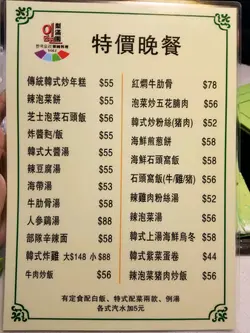 特價晚餐
傳統韓式炒年糕 $55
辣泡菜餅 $55
芝士泡菜石頭飯 $56
炸醬麵/飯 $55
韓式大醬湯 $55
辣豆腐湯 $55
海帶湯 $53
牛肋骨湯 $58
人參鷄湯 $88
部隊辛辣面 $58
韓式炸雞 大$148 小$88
牛肉炒飯 $56
紅燜牛肋骨 $78
泡菜炒五花腩肉 $56
韓式炒粉絲(豬肉) $52
海鮮煎蔥餅 $58
海鮮石頭窩飯 $58
石頭窩飯(牛/雞/豬) $56
辣雞肉粉絲湯 $52
辣泡菜湯 $56
韓式上湯海鮮烏冬 $58
韓式紫菜蛋卷 $44
辣泡菜豬肉炒飯 $56
有定食配白飯、特式配菜兩款、例湯
各式汽水加5元